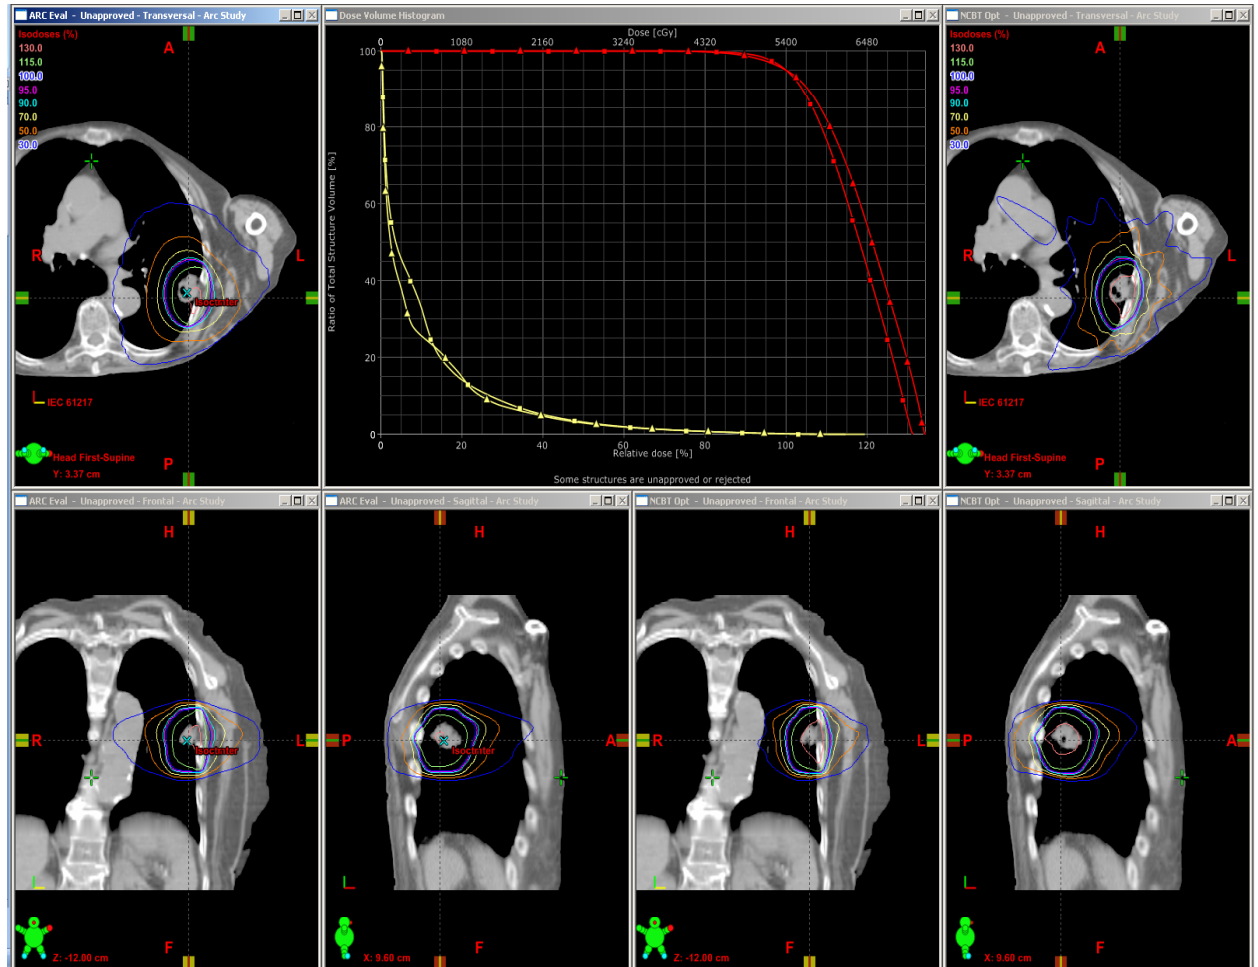 ARC Eval - Unapproved - Transversal - Arc Study
Isodoses (%)
130.0
115.0
100.0
95.0
90.0
70.0
50.0
30.0
A
R
L
Isocenter
L
IEC 61217
Head First-Supine
Y: 3.37 cm
P
Dose Volume Histogram
Dose [cGy]
0 1080 2160 3240 4320 5400 6480
Ratio of Total Structure Volume [%]
100
80
60
40
20
0
0 20 40 60 80 100 120
Relative dose [%]
Some structures are unapproved or rejected
NCBT Opt - Unapproved - Transversal - Arc Study
Isodoses (%)
130.0
115.0
100.0
95.0
90.0
70.0
50.0
30.0
A
R
L
L
IEC 61217
Head First-Supine
Y: 3.37 cm
P
ARC Eval - Unapproved - Frontal - Arc Study
H
R
L
Isocenter
F
Z: -12.00 cm
ARC Eval - Unapproved - Sagittal - Arc Study
H
P
A
Isocenter
F
X: 9.60 cm
NCBT Opt - Unapproved - Frontal - Arc Study
H
R
L
F
Z: -12.00 cm
NCBT Opt - Unapproved - Sagittal - Arc Study
H
P
A
F
X: 9.60 cm